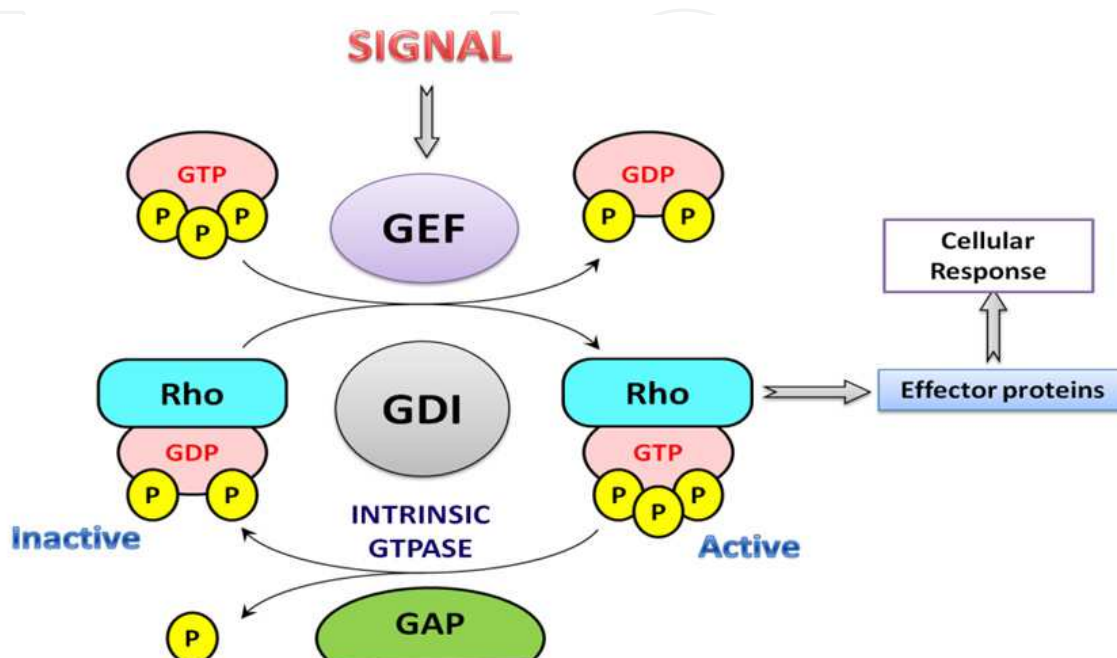 SIGNAL
GTP
P
P
P
GEF
GDP
P
P
Cellular
Response
Rho
GDP
P
P
Inactive
GDI
Rho
GTP
P
P
P
Active
Effector proteins
INTRINSIC
GTPASE
P
GAP